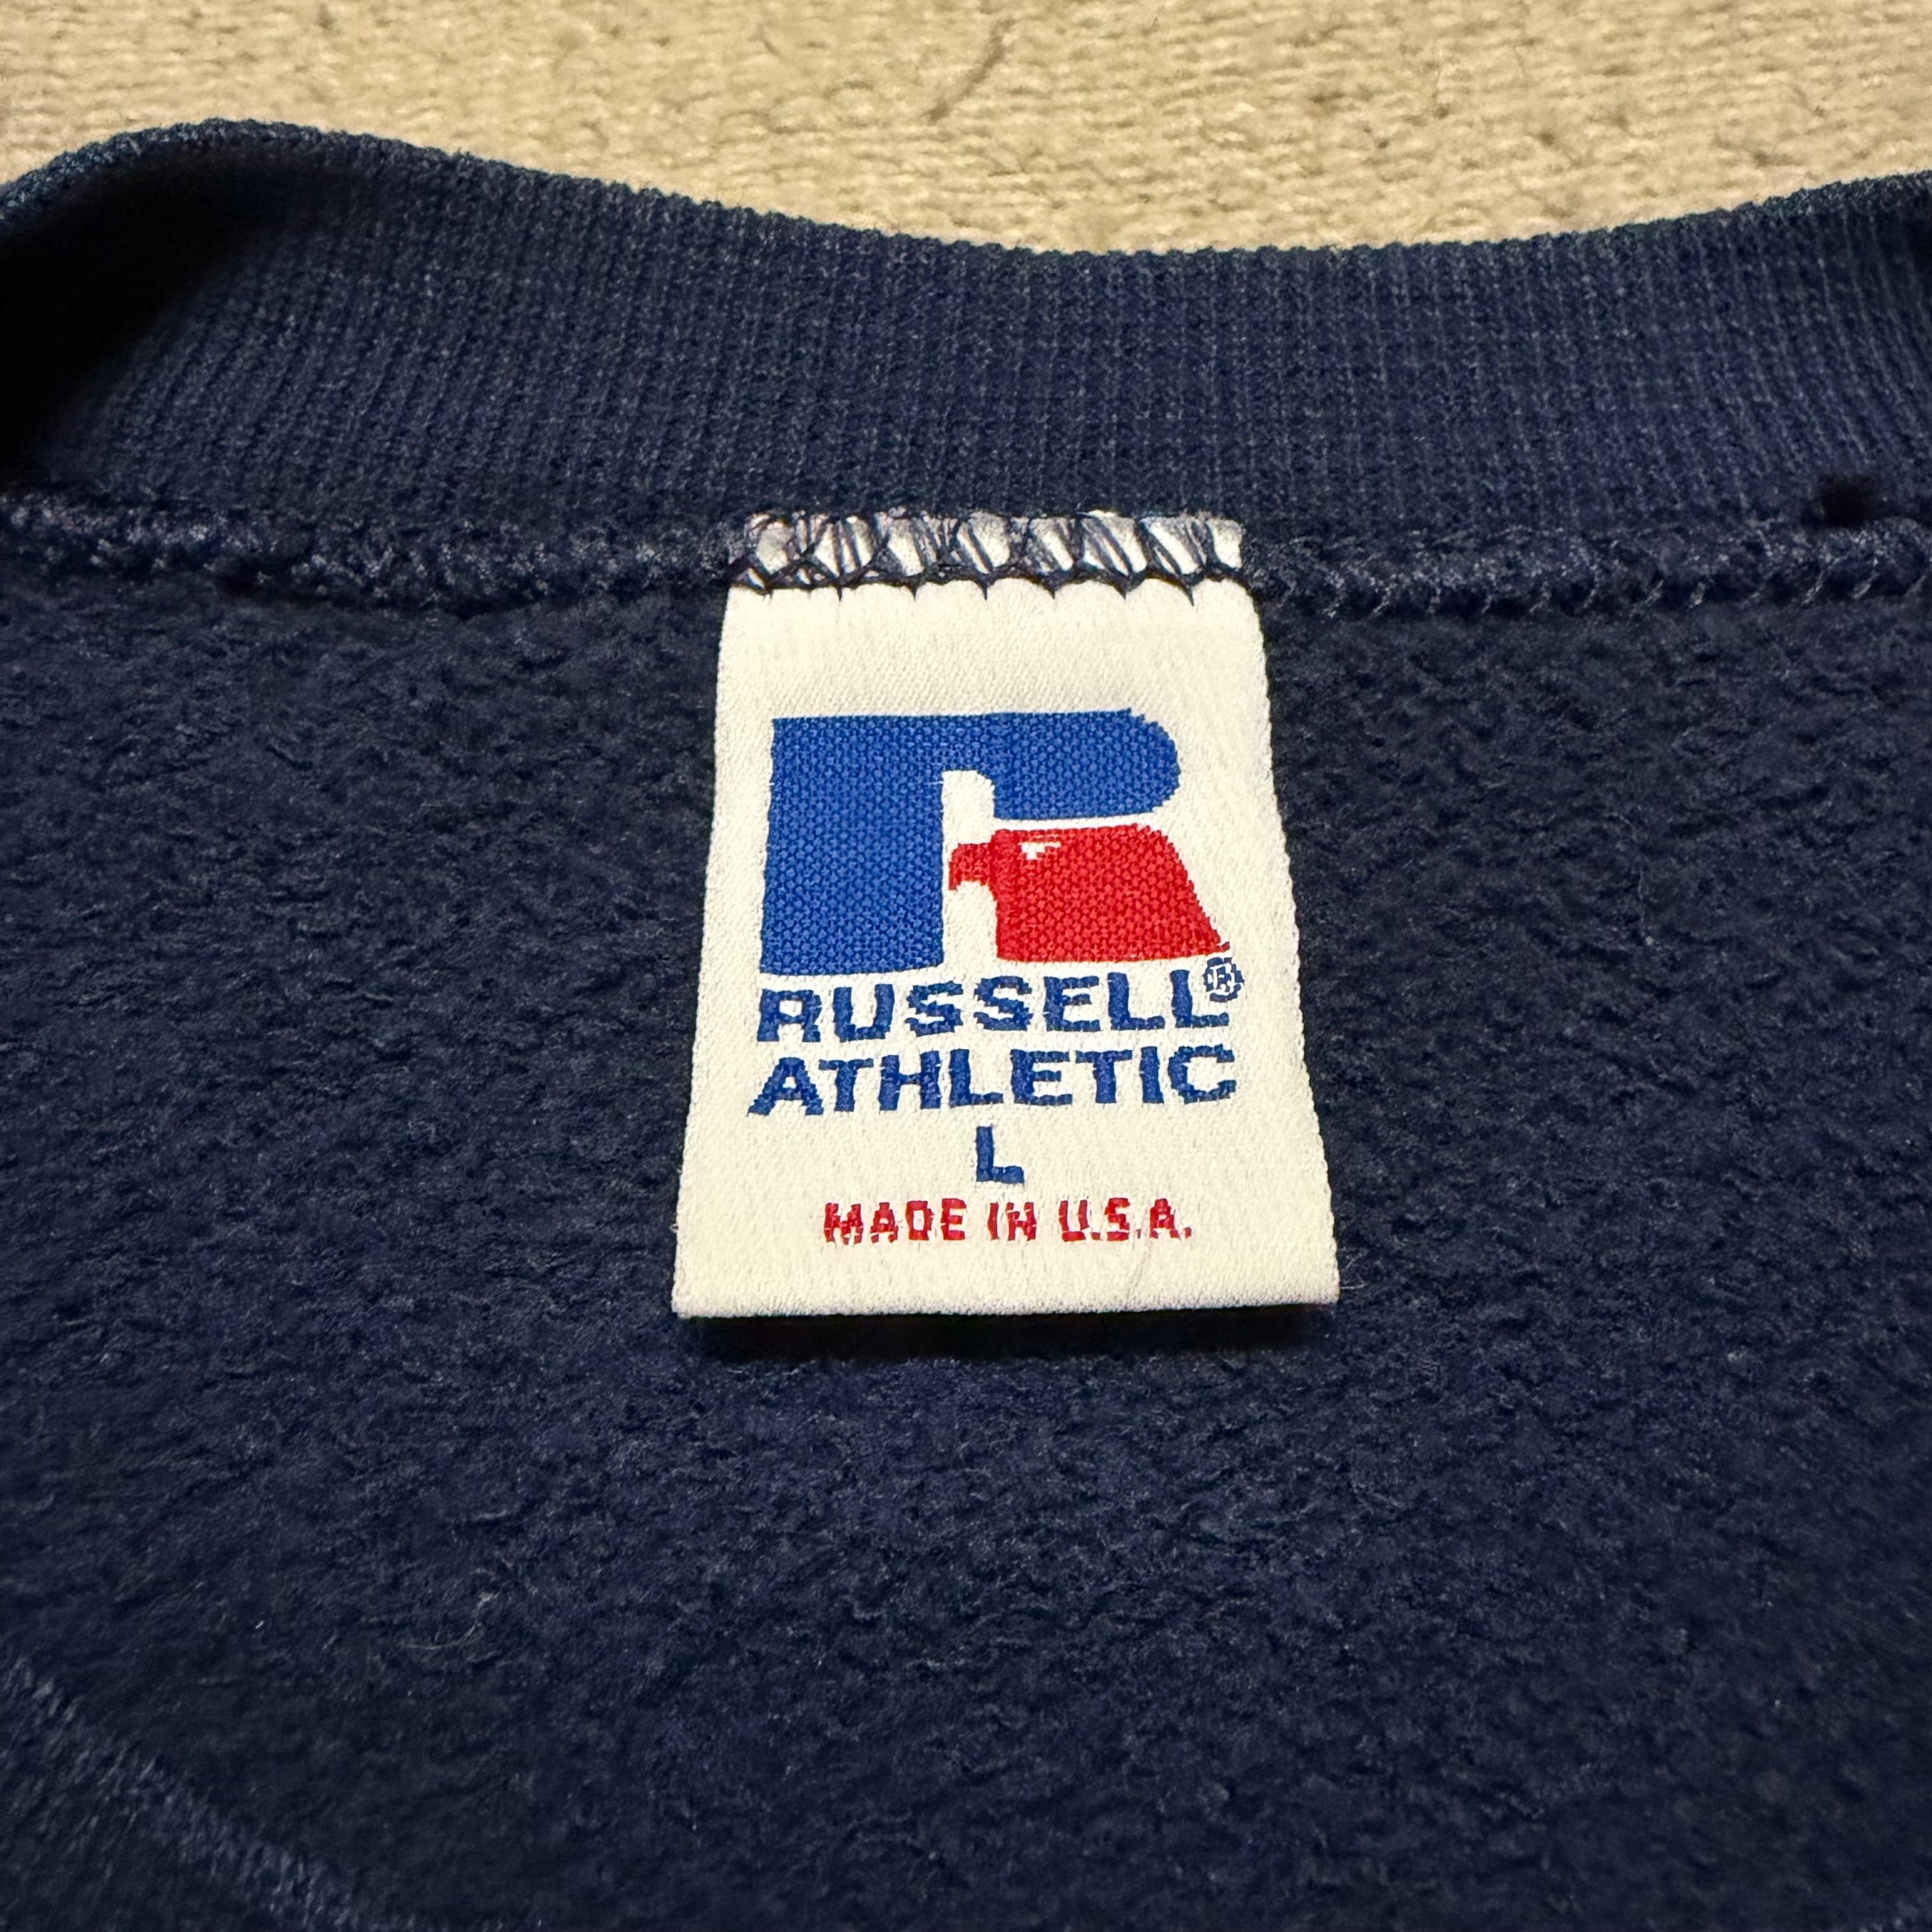 RUSSELL®
ATHLETIC
L
MADE IN U.S.A.